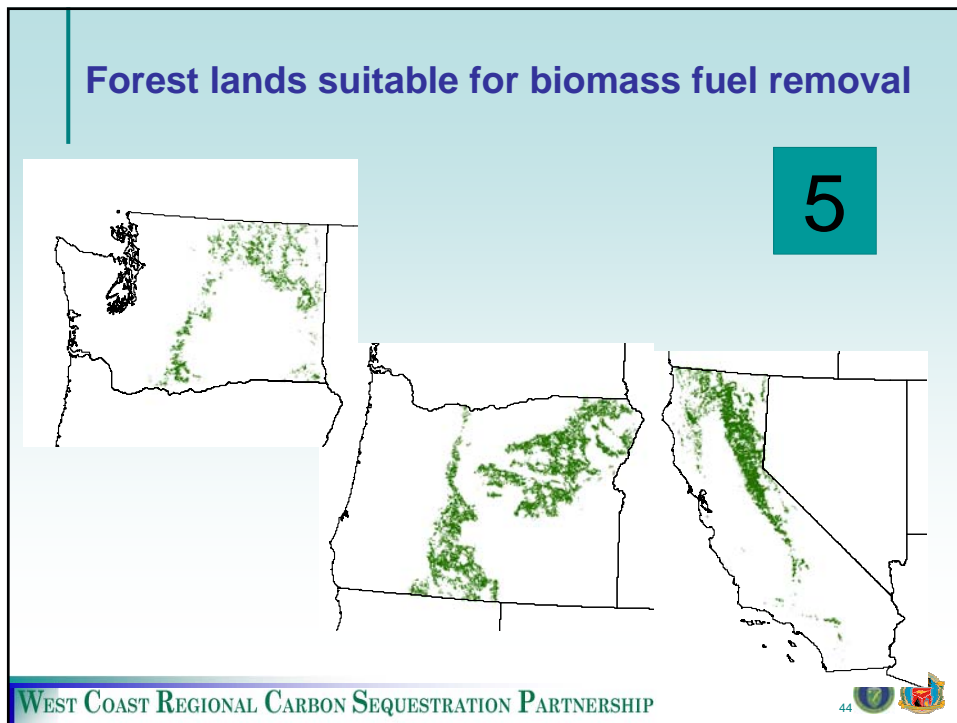 Forest lands suitable for biomass fuel removal
5
WEST COAST REGIONAL CARBON SEQUESTRATION PARTNERSHIP
44